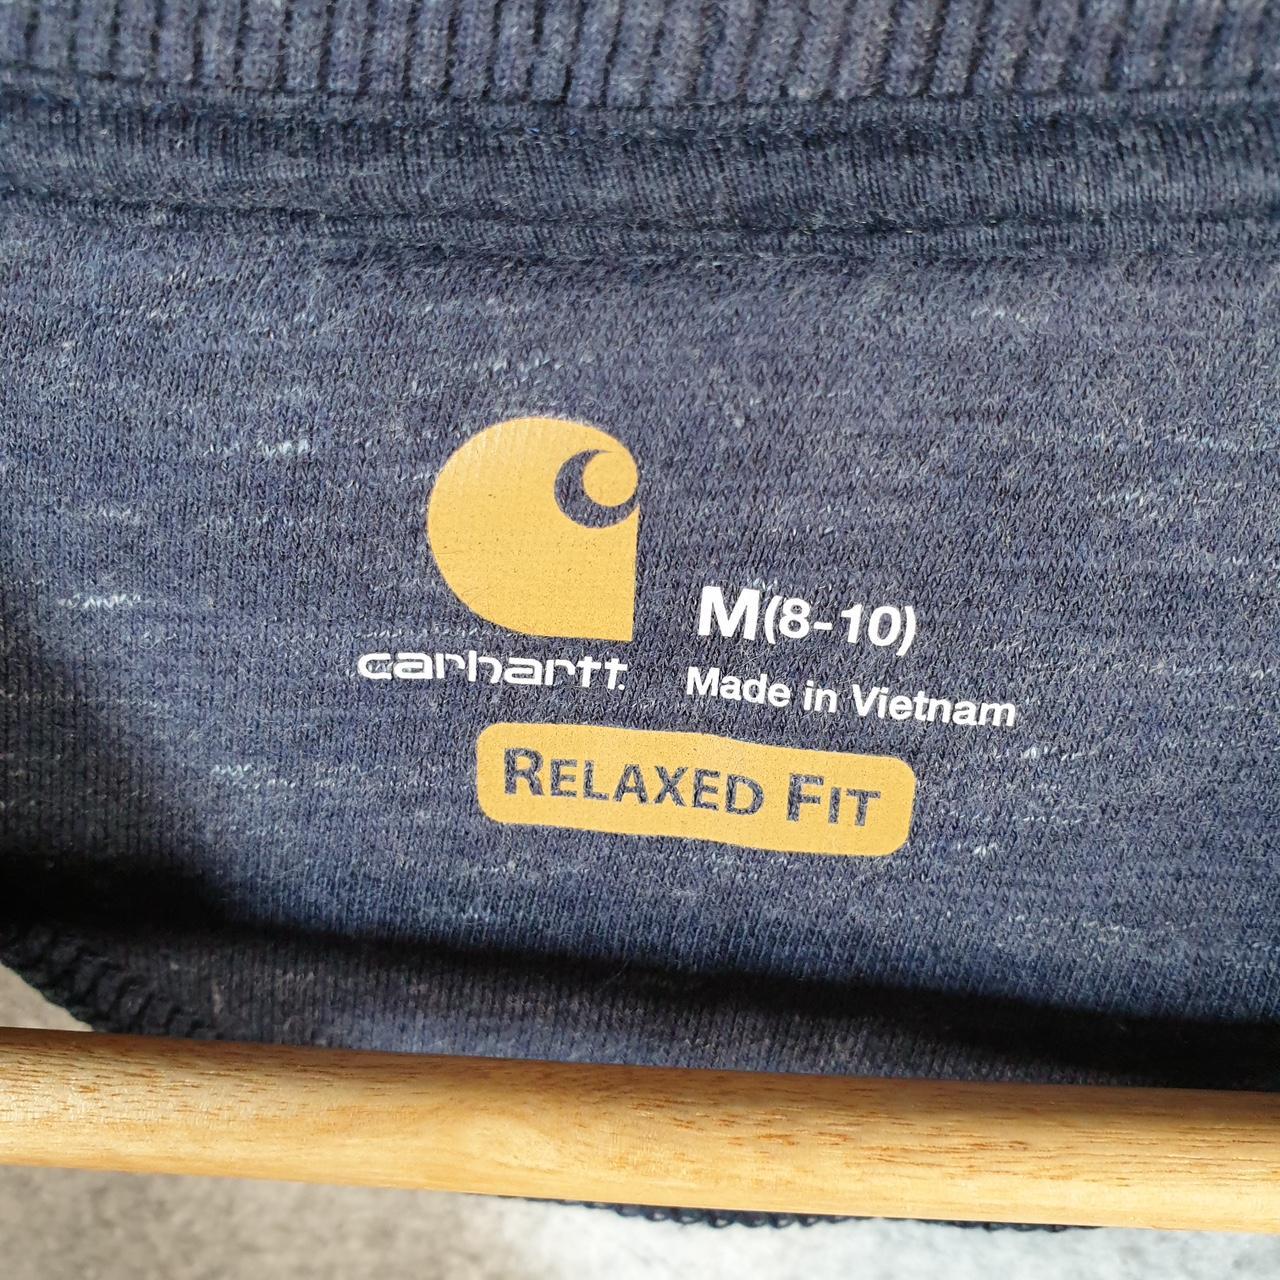 carhartt.
M(8-10)
Made in Vietnam
RELAXED FIT